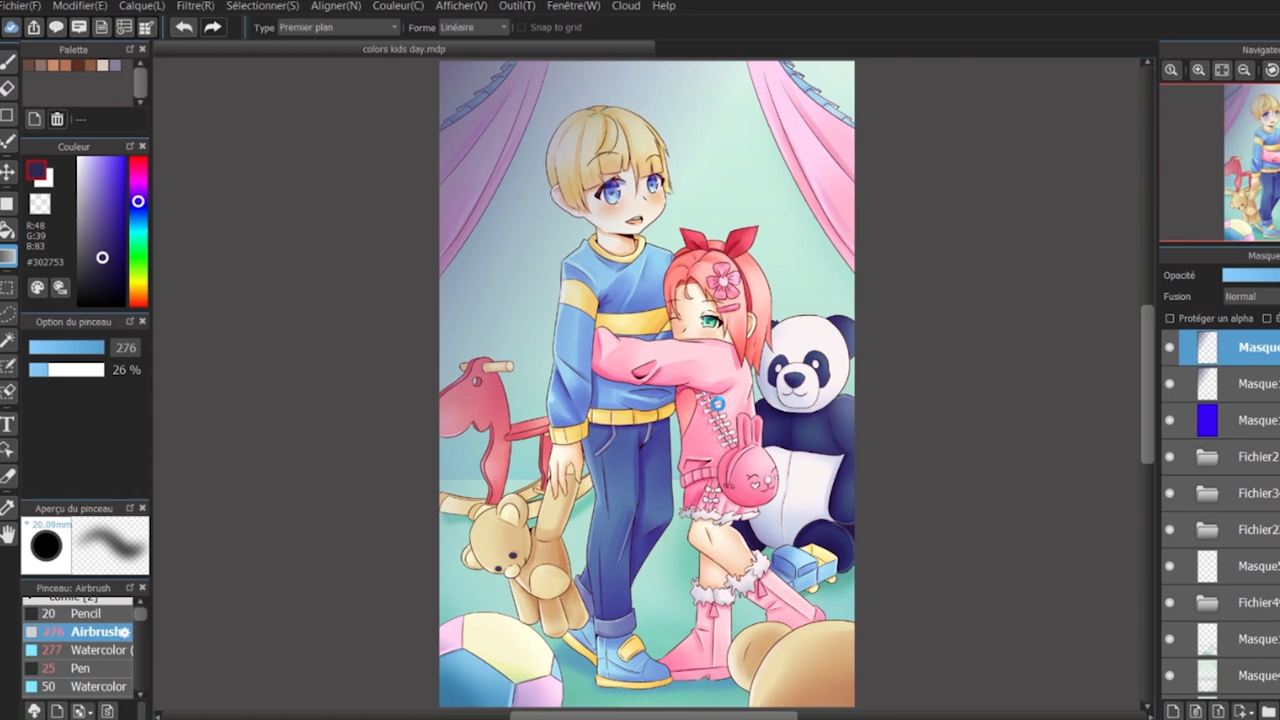 Fichier(F) Modifier(E) Calque(L) Filtre(R) Sélectionner(S) Aligner(N) Couleur(C) Afficher(V) Outil(T) Fenêtre(W) Cloud Help
Type Premier plan Forme Linéaire Snap to grid
Palette
colors kids day.mdp
Navigate
---
Couleur
R:48
G:39
B:83
#302753
Masque
Opacité
Fusion Normal
Protéger un alpha
Option du pinceau
276
26 %
Masque
Masque
Masque
Fichier2
Fichier3
Fichier2
Masque
Fichier4
Masque
Masque
Aperçu du pinceau
* 20.09mm
Pinceau: Airbrush
comic [2]
20 Pencil
276 Airbrush
277 Watercolor (
25 Pen
50 Watercolor
T